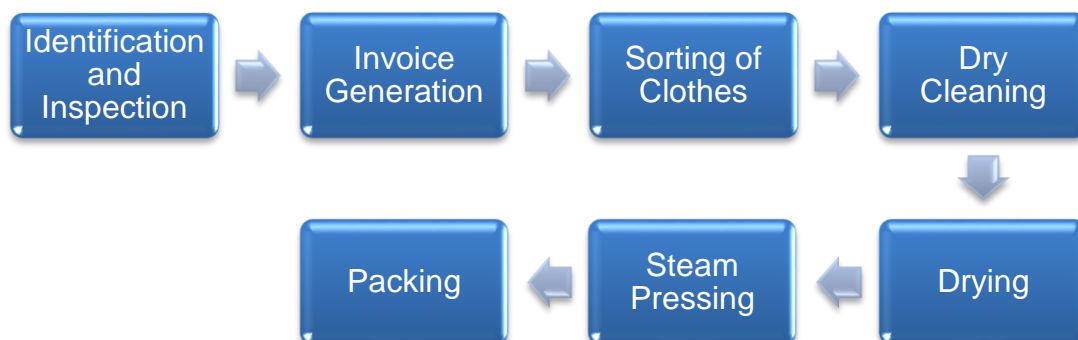 Identification
and
Inspection
Invoice
Generation
Sorting of
Clothes
Dry
Cleaning
Drying
Steam
Pressing
Packing